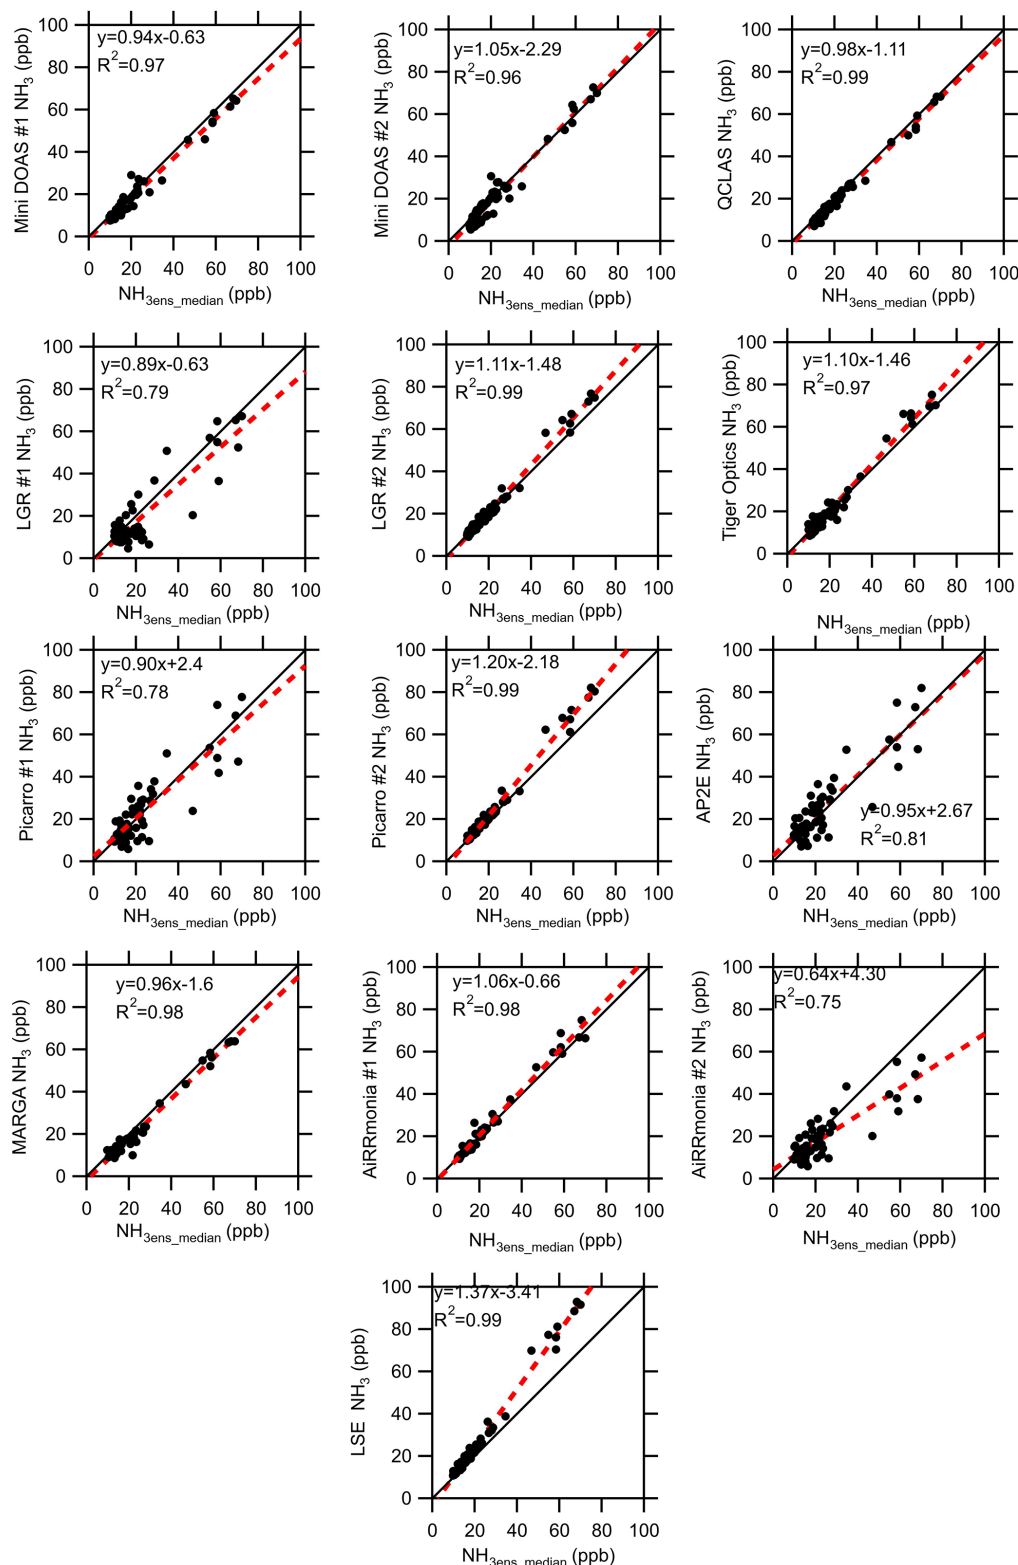 y=0.94x-0.63
R2=0.97
Mini DOAS #1 NH3 (ppb)
100
80
60
40
20
0
0 20 40 60 80 100
NH3ens_median (ppb)
y=1.05x-2.29
R2=0.96
Mini DOAS #2 NH3 (ppb)
100
80
60
40
20
0
0 20 40 60 80 100
NH3ens_median (ppb)
y=0.98x-1.11
R2=0.99
QCLAS NH3 (ppb)
100
80
60
40
20
0
0 20 40 60 80 100
NH3ens_median (ppb)
y=0.89x-0.63
R2=0.79
LGR #1 NH3 (ppb)
100
80
60
40
20
0
0 20 40 60 80 100
NH3ens_median (ppb)
y=1.11x-1.48
R2=0.99
LGR #2 NH3 (ppb)
100
80
60
40
20
0
0 20 40 60 80 100
NH3ens_median (ppb)
y=1.10x-1.46
R2=0.97
Tiger Optics NH3 (ppb)
100
80
60
40
20
0
0 20 40 60 80 100
NH3ens_median (ppb)
y=0.90x+2.4
R2=0.78
Picarro #1 NH3 (ppb)
100
80
60
40
20
0
0 20 40 60 80 100
NH3ens_median (ppb)
y=1.20x-2.18
R2=0.99
Picarro #2 NH3 (ppb)
100
80
60
40
20
0
0 20 40 60 80 100
NH3ens_median (ppb)
y=0.95x+2.67
R2=0.81
AP2E NH3 (ppb)
100
80
60
40
20
0
0 20 40 60 80 100
NH3ens_median (ppb)
y=0.96x-1.6
R2=0.98
MARGA NH3 (ppb)
100
80
60
40
20
0
0 20 40 60 80 100
NH3ens_median (ppb)
y=1.06x-0.66
R2=0.98
AiRRmonia #1 NH3 (ppb)
100
80
60
40
20
0
0 20 40 60 80 100
NH3ens_median (ppb)
y=0.64x+4.30
R2=0.75
AiRRmonia #2 NH3 (ppb)
100
80
60
40
20
0
0 20 40 60 80 100
NH3ens_median (ppb)
y=1.37x-3.41
R2=0.99
LSE NH3 (ppb)
100
80
60
40
20
0
0 20 40 60 80 100
NH3ens_median (ppb)